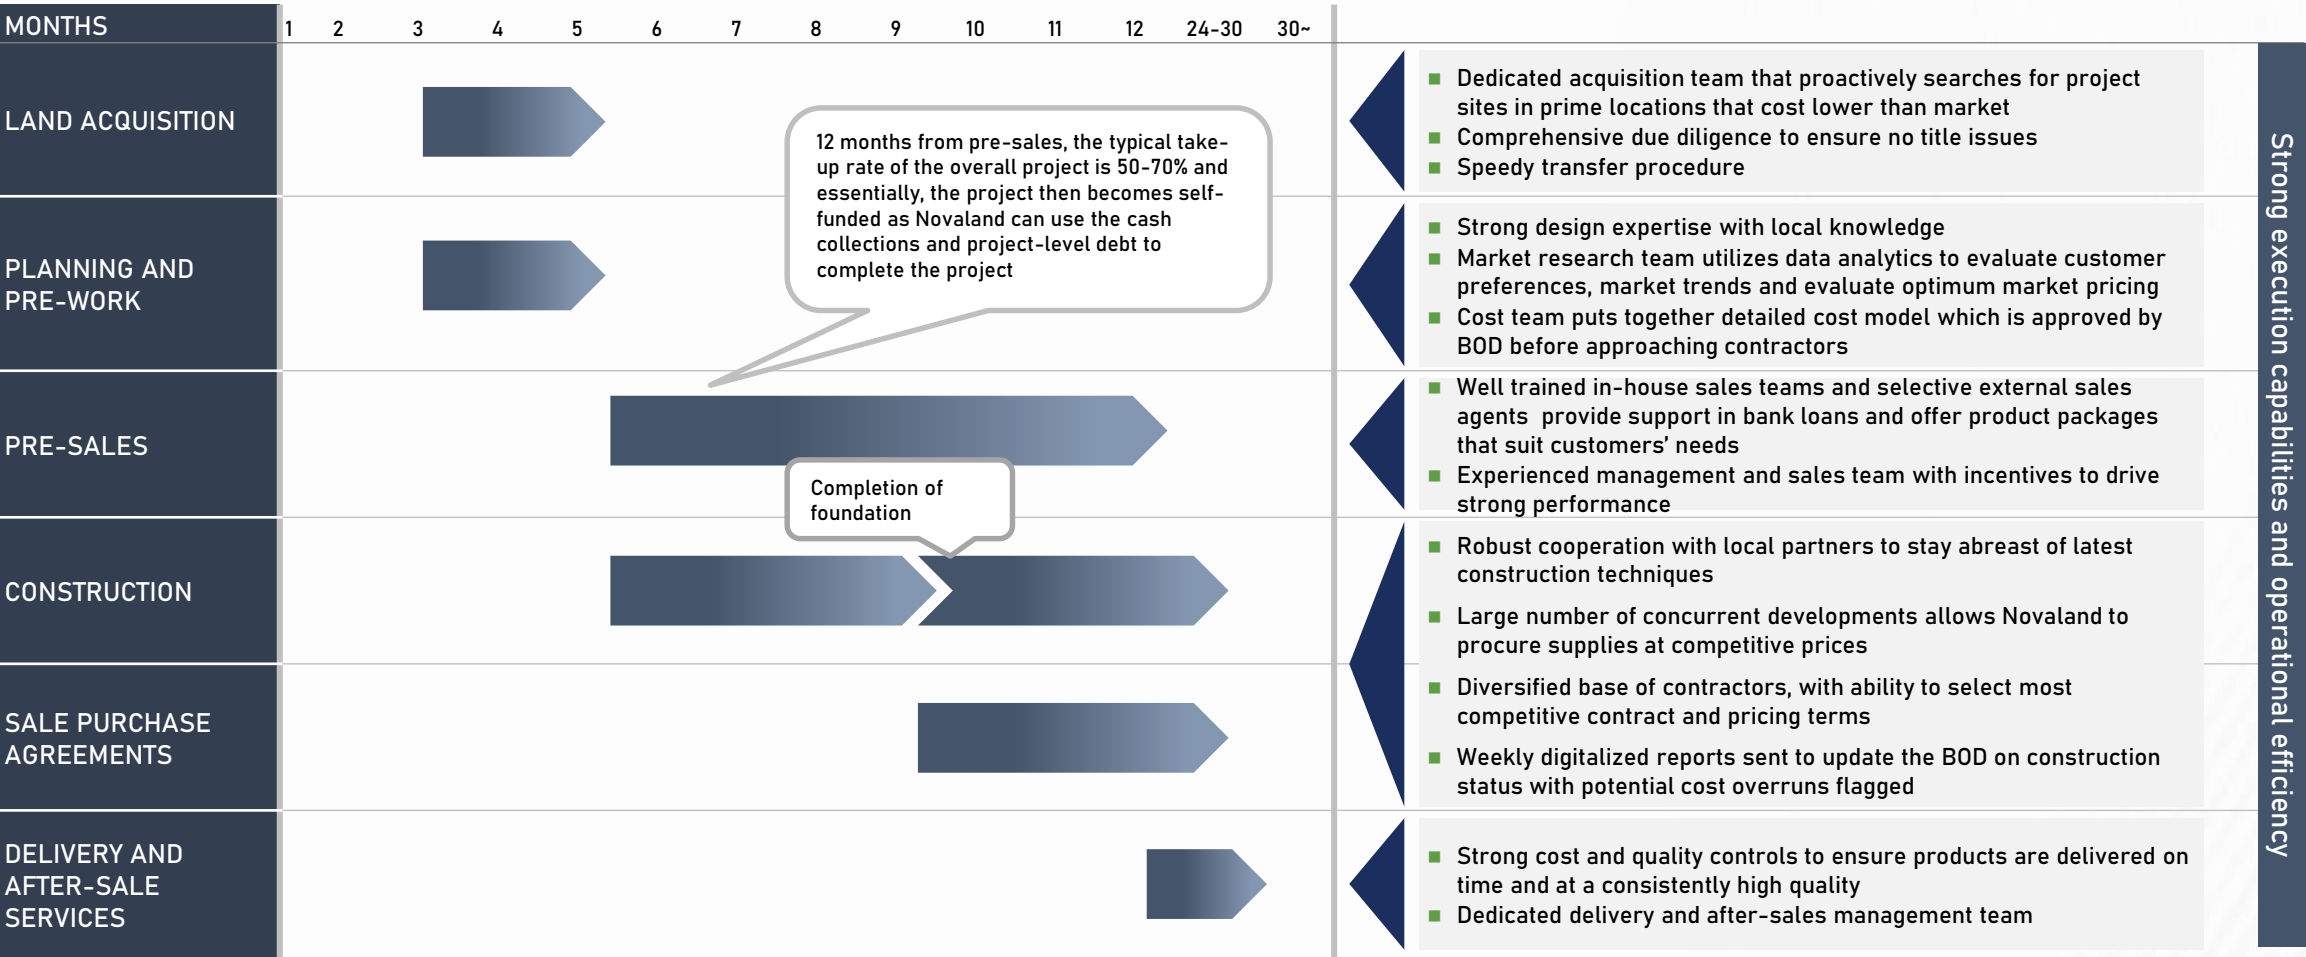 MONTHS 1 2 3 4 5 6 7 8 9 10 11 12 24-30 30~
LAND ACQUISITION
Dedicated acquisition team that proactively searches for project
sites in prime locations that cost lower than market
Comprehensive due diligence to ensure no title issues
Speedy transfer procedure
12 months from pre-sales, the typical take-
up rate of the overall project is 50-70% and
essentially, the project then becomes self-
funded as Novaland can use the cash
collections and project-level debt to
complete the project
PLANNING AND
PRE-WORK
Strong design expertise with local knowledge
Market research team utilizes data analytics to evaluate customer
preferences, market trends and evaluate optimum market pricing
Cost team puts together detailed cost model which is approved by
BOD before approaching contractors
PRE-SALES
Well trained in-house sales teams and selective external sales
agents  provide support in bank loans and offer product packages
that suit customers' needs
Experienced management and sales team with incentives to drive
strong performance
Completion of
foundation
CONSTRUCTION
Robust cooperation with local partners to stay abreast of latest
construction techniques
Large number of concurrent developments allows Novaland to
procure supplies at competitive prices
SALE PURCHASE
AGREEMENTS
Diversified base of contractors, with ability to select most
competitive contract and pricing terms
Weekly digitalized reports sent to update the BOD on construction
status with potential cost overruns flagged
DELIVERY AND
AFTER-SALE
SERVICES
Strong cost and quality controls to ensure products are delivered on
time and at a consistently high quality
Dedicated delivery and after-sales management team
Strong execution capabilities and operational efficiency